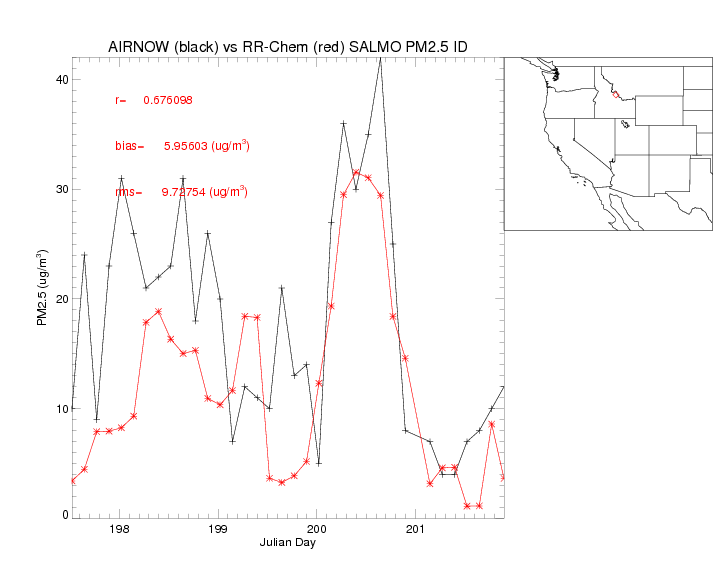 AIRNOW (black) vs RR-Chem (red) SALMO PM2.5 ID
40
r= 0.676098
bias= 5.95603 (ug/m³)
rms= 9.72754 (ug/m³)
30
PM2.5 (ug/m³)
20
10
0
198 199 200 201
Julian Day